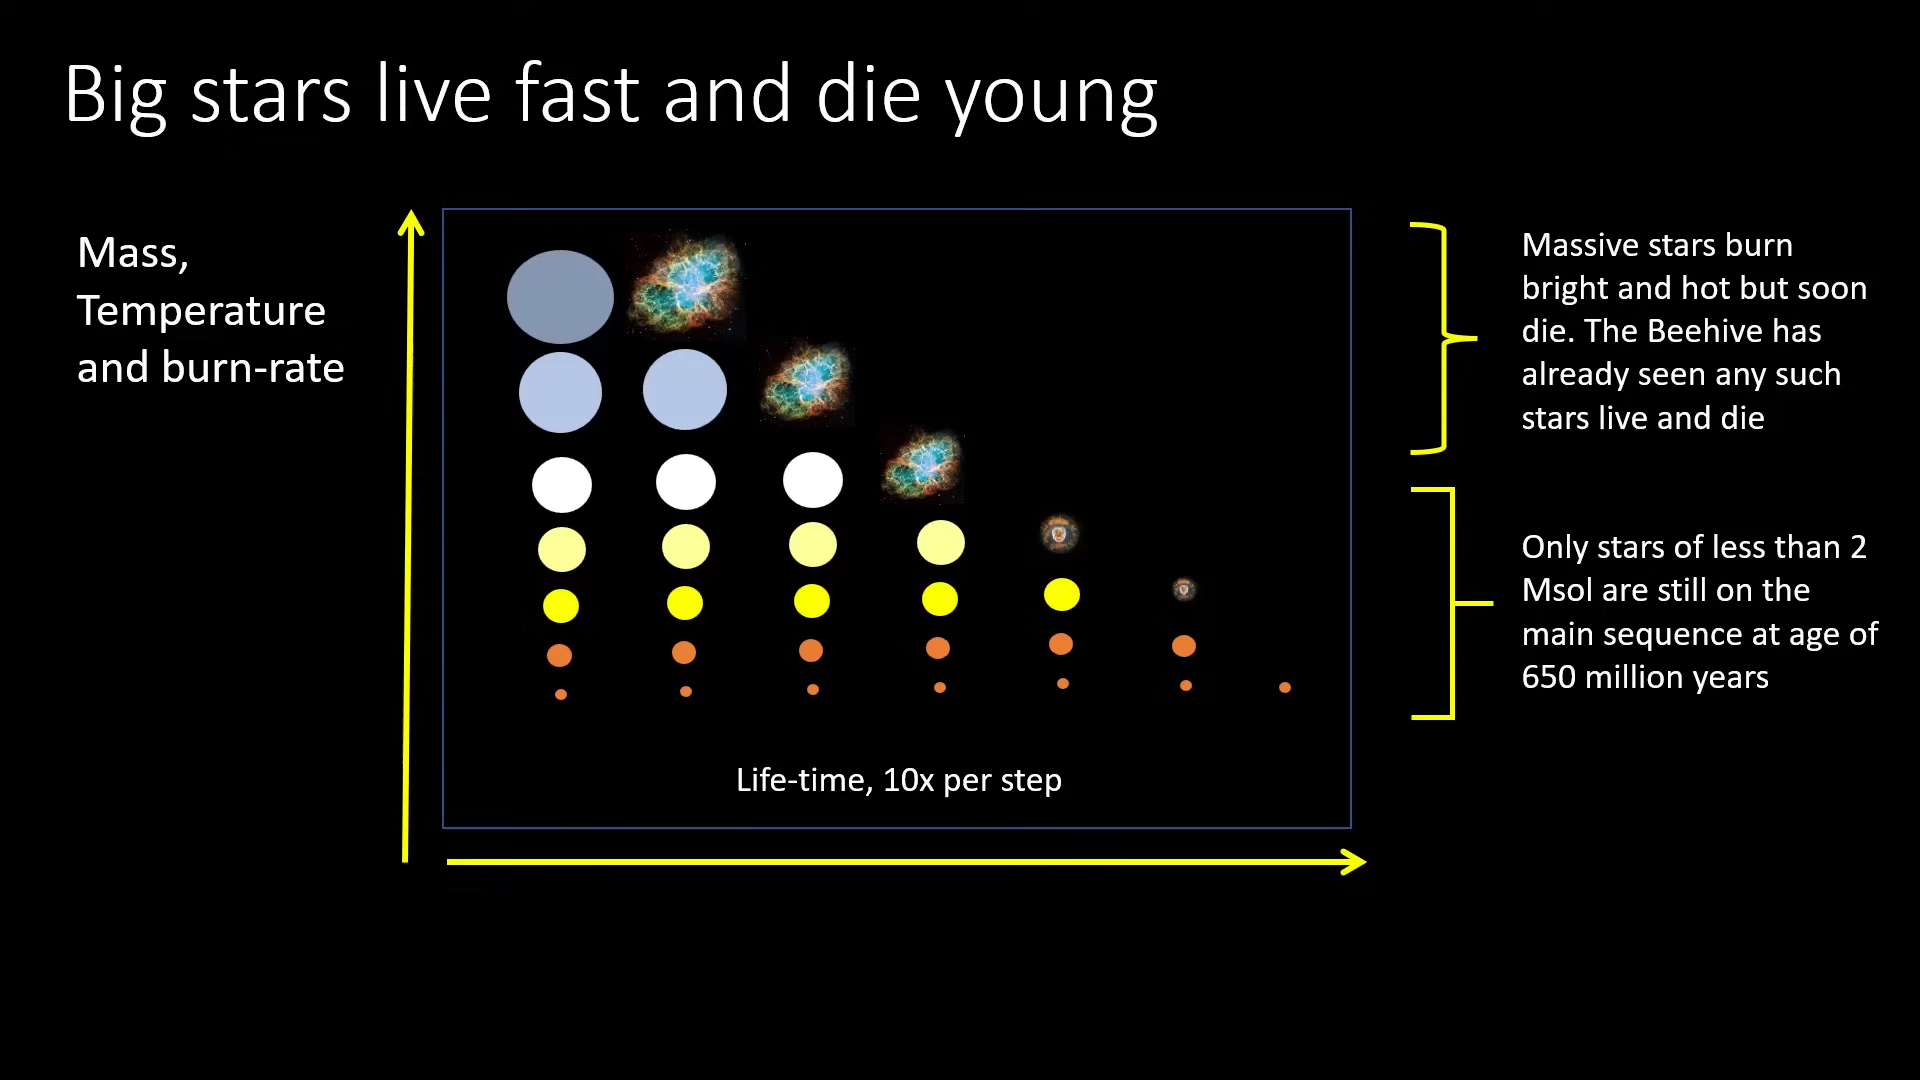 Big stars live fast and die young
Mass,
Temperature
and burn-rate
Massive stars burn
bright and hot but soon
die. The Beehive has
already seen any such
stars live and die
Only stars of less than 2
Msol are still on the
main sequence at age of
650 million years
Life-time, 10x per step